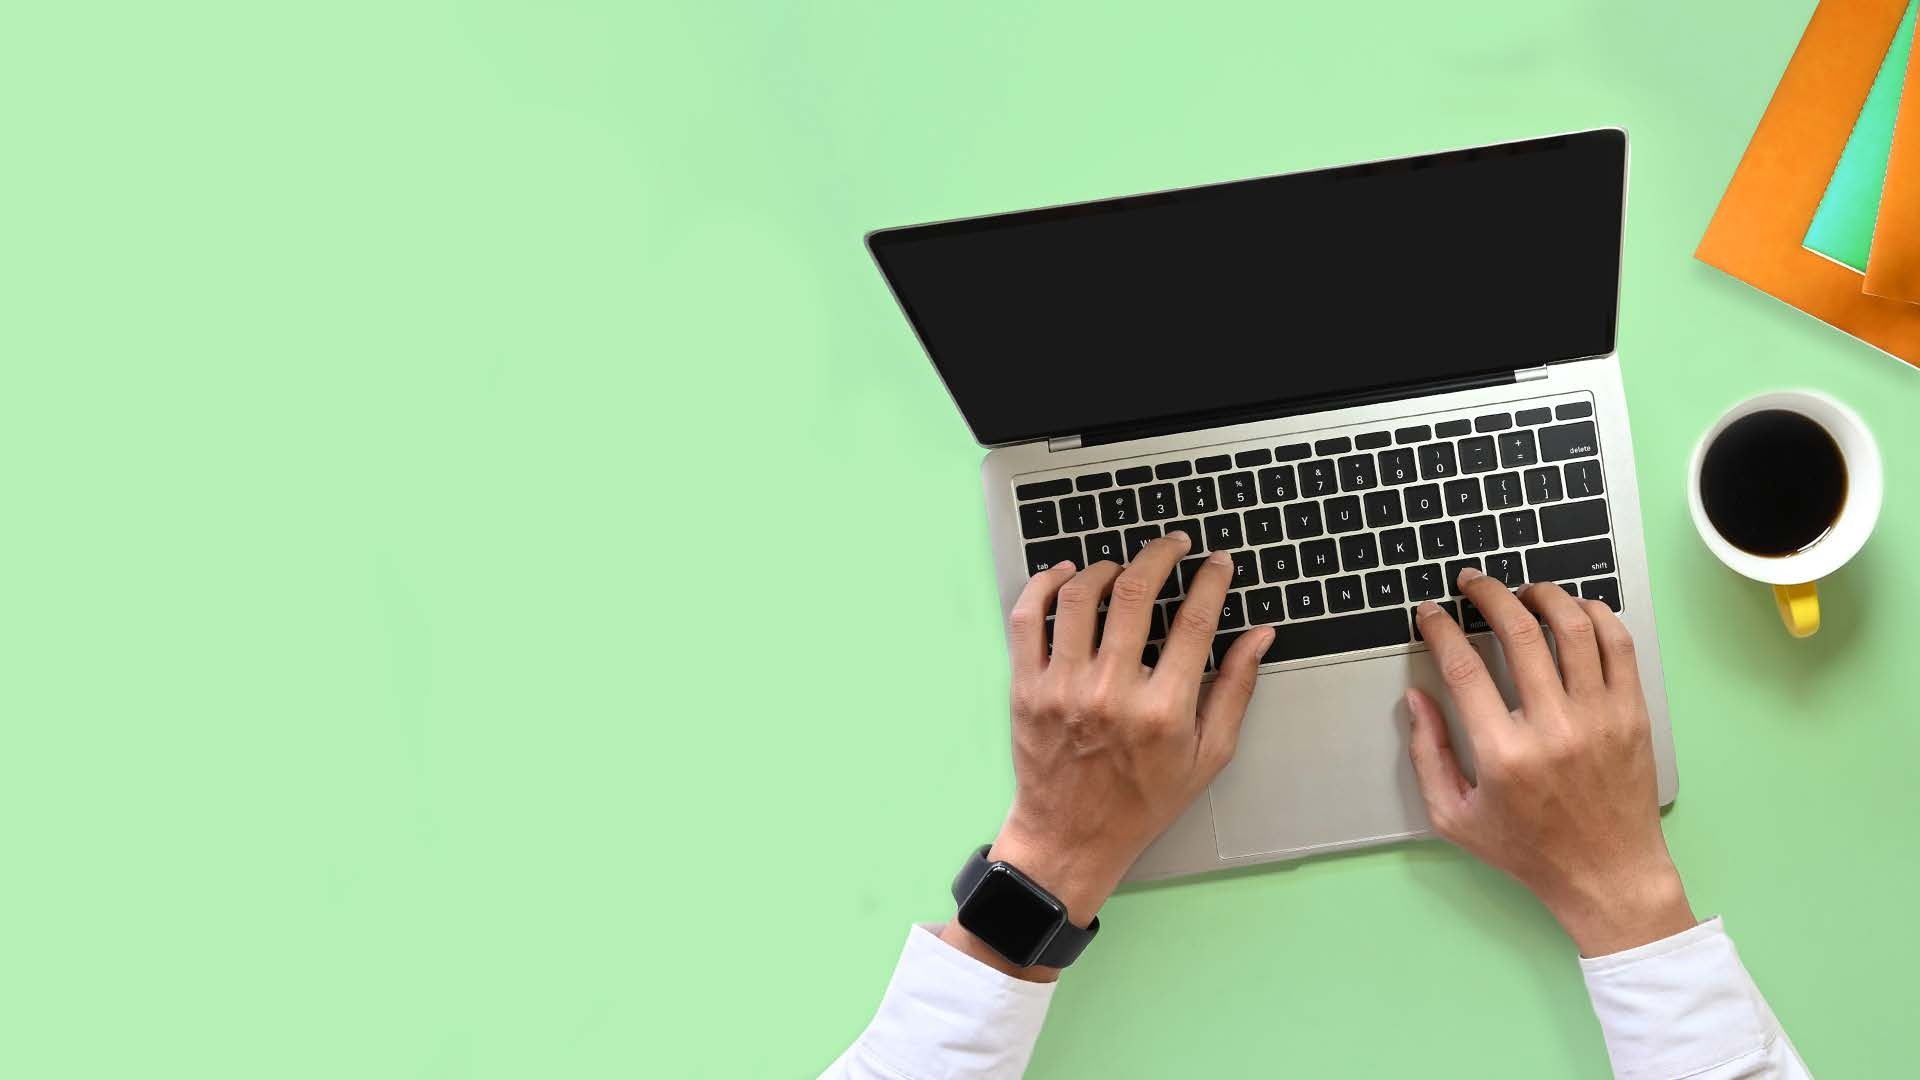 ~ ! @ # $ % ^ & * ( ) _ +
` 1 2 3 4 5 6 7 8 9 0 - = delete
tab Q W R T Y U I O P { [ } ] | \
F G H J K L : ; " '
C V B N M < , ? / shift